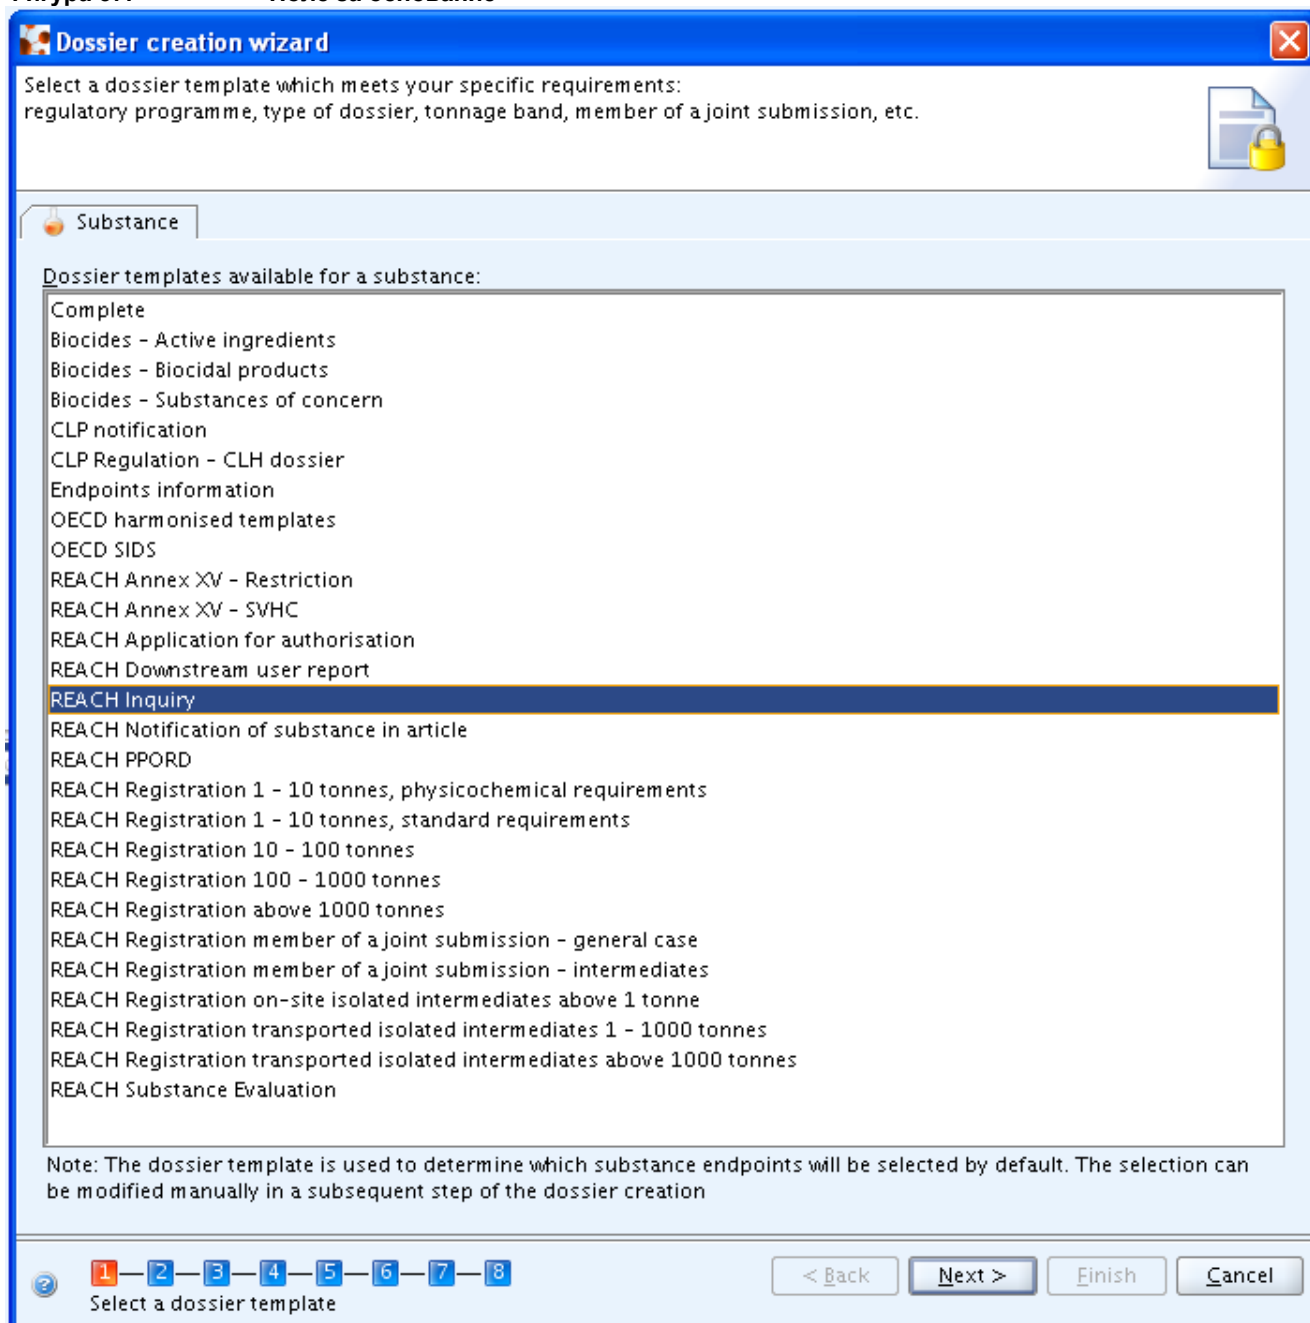 Dossier creation wizard
Select a dossier template which meets your specific requirements:
regulatory programme, type of dossier, tonnage band, member of a joint submission, etc.
Substance
Dossier templates available for a substance:
Complete
Biocides - Active ingredients
Biocides - Biocidal products
Biocides - Substances of concern
CLP notification
CLP Regulation - CLH dossier
Endpoints information
OECD harmonised templates
OECD SIDS
REACH Annex XV - Restriction
REACH Annex XV - SVHC
REACH Application for authorisation
REACH Downstream user report
REACH Inquiry
REACH Notification of substance in article
REACH PPORD
REACH Registration 1 - 10 tonnes, physicochemical requirements
REACH Registration 1 - 10 tonnes, standard requirements
REACH Registration 10 - 100 tonnes
REACH Registration 100 - 1000 tonnes
REACH Registration above 1000 tonnes
REACH Registration member of a joint submission - general case
REACH Registration member of a joint submission - intermediates
REACH Registration on-site isolated intermediates above 1 tonne
REACH Registration transported isolated intermediates 1 - 1000 tonnes
REACH Registration transported isolated intermediates above 1000 tonnes
REACH Substance Evaluation
Note: The dossier template is used to determine which substance endpoints will be selected by default. The selection can
be modified manually in a subsequent step of the dossier creation
1 2 3 4 5 6 7 8 < Back Next > Finish Cancel
Select a dossier template